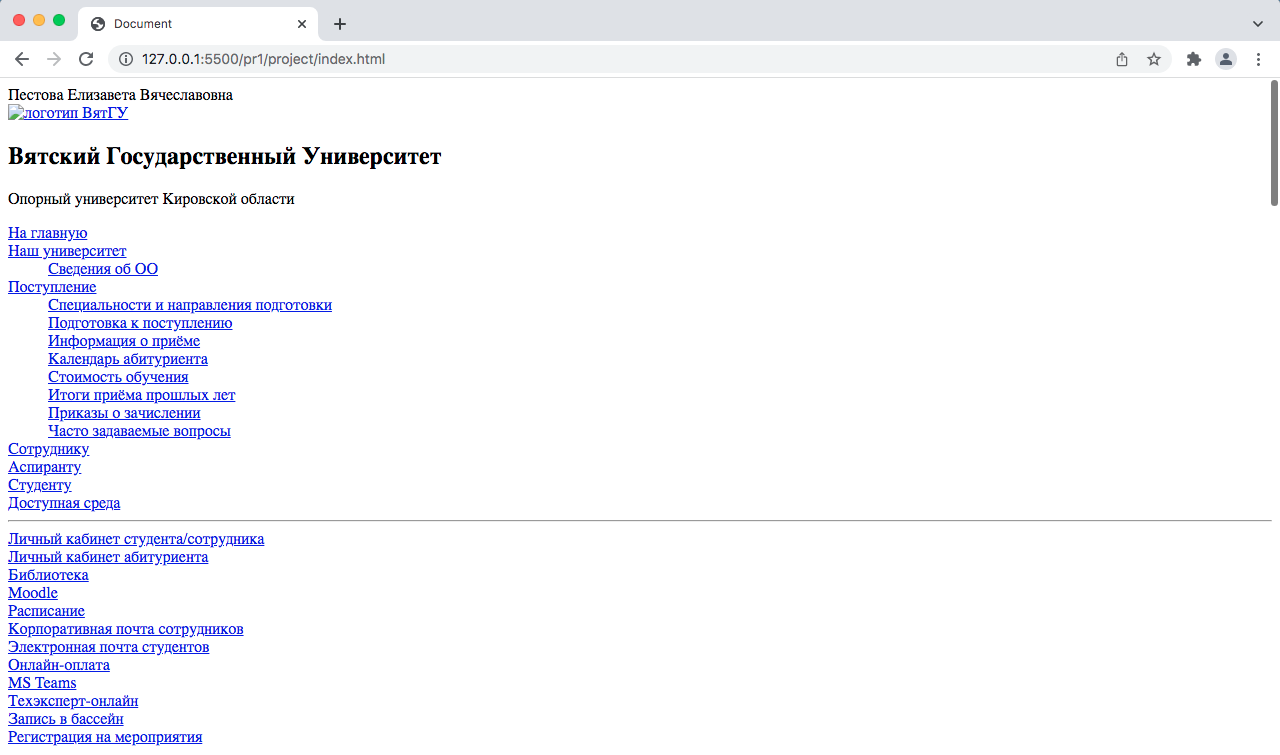 Document
127.0.0.1:5500/pr1/project/index.html
Пестова Елизавета Вячеславовна
логотип ВятГУ
Вятский Государственный Университет
Опорный университет Кировской области
На главную
Наш университет
Сведения об ОО
Поступление
Специальности и направления подготовки
Подготовка к поступлению
Информация о приёме
Календарь абитуриента
Стоимость обучения
Итоги приёма прошлых лет
Приказы о зачислении
Часто задаваемые вопросы
Сотруднику
Аспиранту
Студенту
Доступная среда
Личный кабинет студента/сотрудника
Личный кабинет абитуриента
Библиотека
Moodle
Расписание
Корпоративная почта сотрудников
Электронная почта студентов
Онлайн-оплата
MS Teams
Техэксперт-онлайн
Запись в бассейн
Регистрация на мероприятия